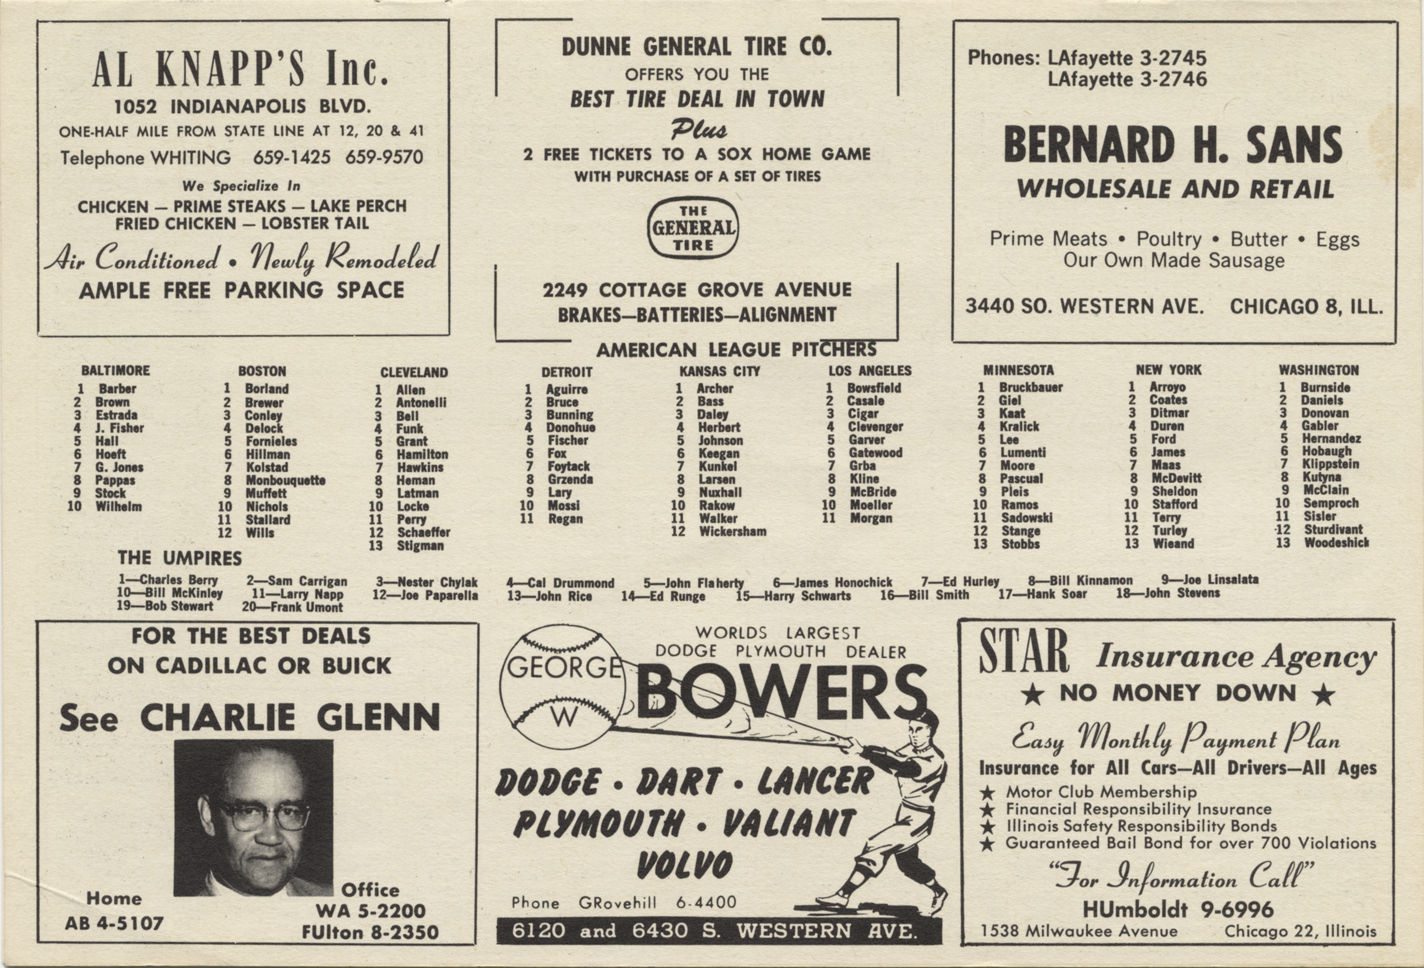 AL KNAPP'S Inc.
1052 INDIANAPOLIS BLVD.
ONE-HALF MILE FROM STATE LINE AT 12, 20 & 41
Telephone WHITING 659-1425 659-9570
We Specialize In
CHICKEN — PRIME STEAKS — LAKE PERCH
FRIED CHICKEN — LOBSTER TAIL
Air Conditioned • Newly Remodeled
AMPLE FREE PARKING SPACE
DUNNE GENERAL TIRE CO.
OFFERS YOU THE
BEST TIRE DEAL IN TOWN
Plus
2 FREE TICKETS TO A SOX HOME GAME
WITH PURCHASE OF A SET OF TIRES
THE
GENERAL
TIRE
2249 COTTAGE GROVE AVENUE
BRAKES—BATTERIES—ALIGNMENT
Phones: LAfayette 3-2745
LAfayette 3-2746
BERNARD H. SANS
WHOLESALE AND RETAIL
Prime Meats • Poultry • Butter • Eggs
Our Own Made Sausage
3440 SO. WESTERN AVE. CHICAGO 8, ILL.
AMERICAN LEAGUE PITCHERS
BALTIMORE
1 Barber
2 Brown
3 Estrada
4 J. Fisher
5 Hall
6 Hoeft
7 G. Jones
8 Pappas
9 Stock
10 Wilhelm
BOSTON
1 Borland
2 Brewer
3 Conley
4 Delock
5 Fornieles
6 Hillman
7 Kolstad
8 Monbouquette
9 Muffett
10 Nichols
11 Stallard
12 Wills
CLEVELAND
1 Allen
2 Antonelli
3 Bell
4 Funk
5 Grant
6 Hamilton
7 Hawkins
8 Heman
9 Latman
10 Locke
11 Perry
12 Schaeffer
13 Stigman
DETROIT
1 Aguirre
2 Bruce
3 Bunning
4 Donohue
5 Fischer
6 Fox
7 Foytack
8 Grzenda
9 Lary
10 Mossi
11 Regan
KANSAS CITY
1 Archer
2 Bass
3 Daley
4 Herbert
5 Johnson
6 Keegan
7 Kunkel
8 Larsen
9 Nuxhall
10 Rakow
11 Walker
12 Wickersham
LOS ANGELES
1 Bowsfield
2 Casale
3 Cigar
4 Clevenger
5 Garver
6 Gatewood
7 Grba
8 Kline
9 McBride
10 Moeller
11 Morgan
MINNESOTA
1 Bruckbauer
2 Giel
3 Kaat
4 Kralick
5 Lee
6 Lumenti
7 Moore
8 Pascual
9 Pleis
10 Ramos
11 Sadowski
12 Stange
13 Stobbs
NEW YORK
1 Arroyo
2 Coates
3 Ditmar
4 Duren
5 Ford
6 James
7 Maas
8 McDevitt
9 Sheldon
10 Stafford
11 Terry
12 Turley
13 Wieand
WASHINGTON
1 Burnside
2 Daniels
3 Donovan
4 Gabler
5 Hernandez
6 Hobaugh
7 Klippstein
8 Kutyna
9 McClain
10 Semproch
11 Sisler
12 Sturdivant
13 Woodeshick
THE UMPIRES
1—Charles Berry 2—Sam Carrigan 3—Nester Chylak 4—Cal Drummond 5—John Flaherty 6—James Honochick 7—Ed Hurley 8—Bill Kinnamon 9—Joe Linsalata
10—Bill McKinley 11—Larry Napp 12—Joe Paparella 13—John Rice 14—Ed Runge 15—Harry Schwarts 16—Bill Smith 17—Hank Soar 18—John Stevens
19—Bob Stewart 20—Frank Umont
FOR THE BEST DEALS
ON CADILLAC OR BUICK
See CHARLIE GLENN
Home
AB 4-5107
Office
WA 5-2200
FUlton 8-2350
WORLDS LARGEST
DODGE PLYMOUTH DEALER
GEORGE
W
BOWERS
DODGE • DART • LANCER
PLYMOUTH • VALIANT
VOLVO
Phone GRovehill 6-4400
6120 and 6430 S. WESTERN AVE.
STAR Insurance Agency
★ NO MONEY DOWN ★
Easy Monthly Payment Plan
Insurance for All Cars—All Drivers—All Ages
★ Motor Club Membership
★ Financial Responsibility Insurance
★ Illinois Safety Responsibility Bonds
★ Guaranteed Bail Bond for over 700 Violations
"For Information Call"
HUmboldt 9-6996
1538 Milwaukee Avenue Chicago 22, Illinois